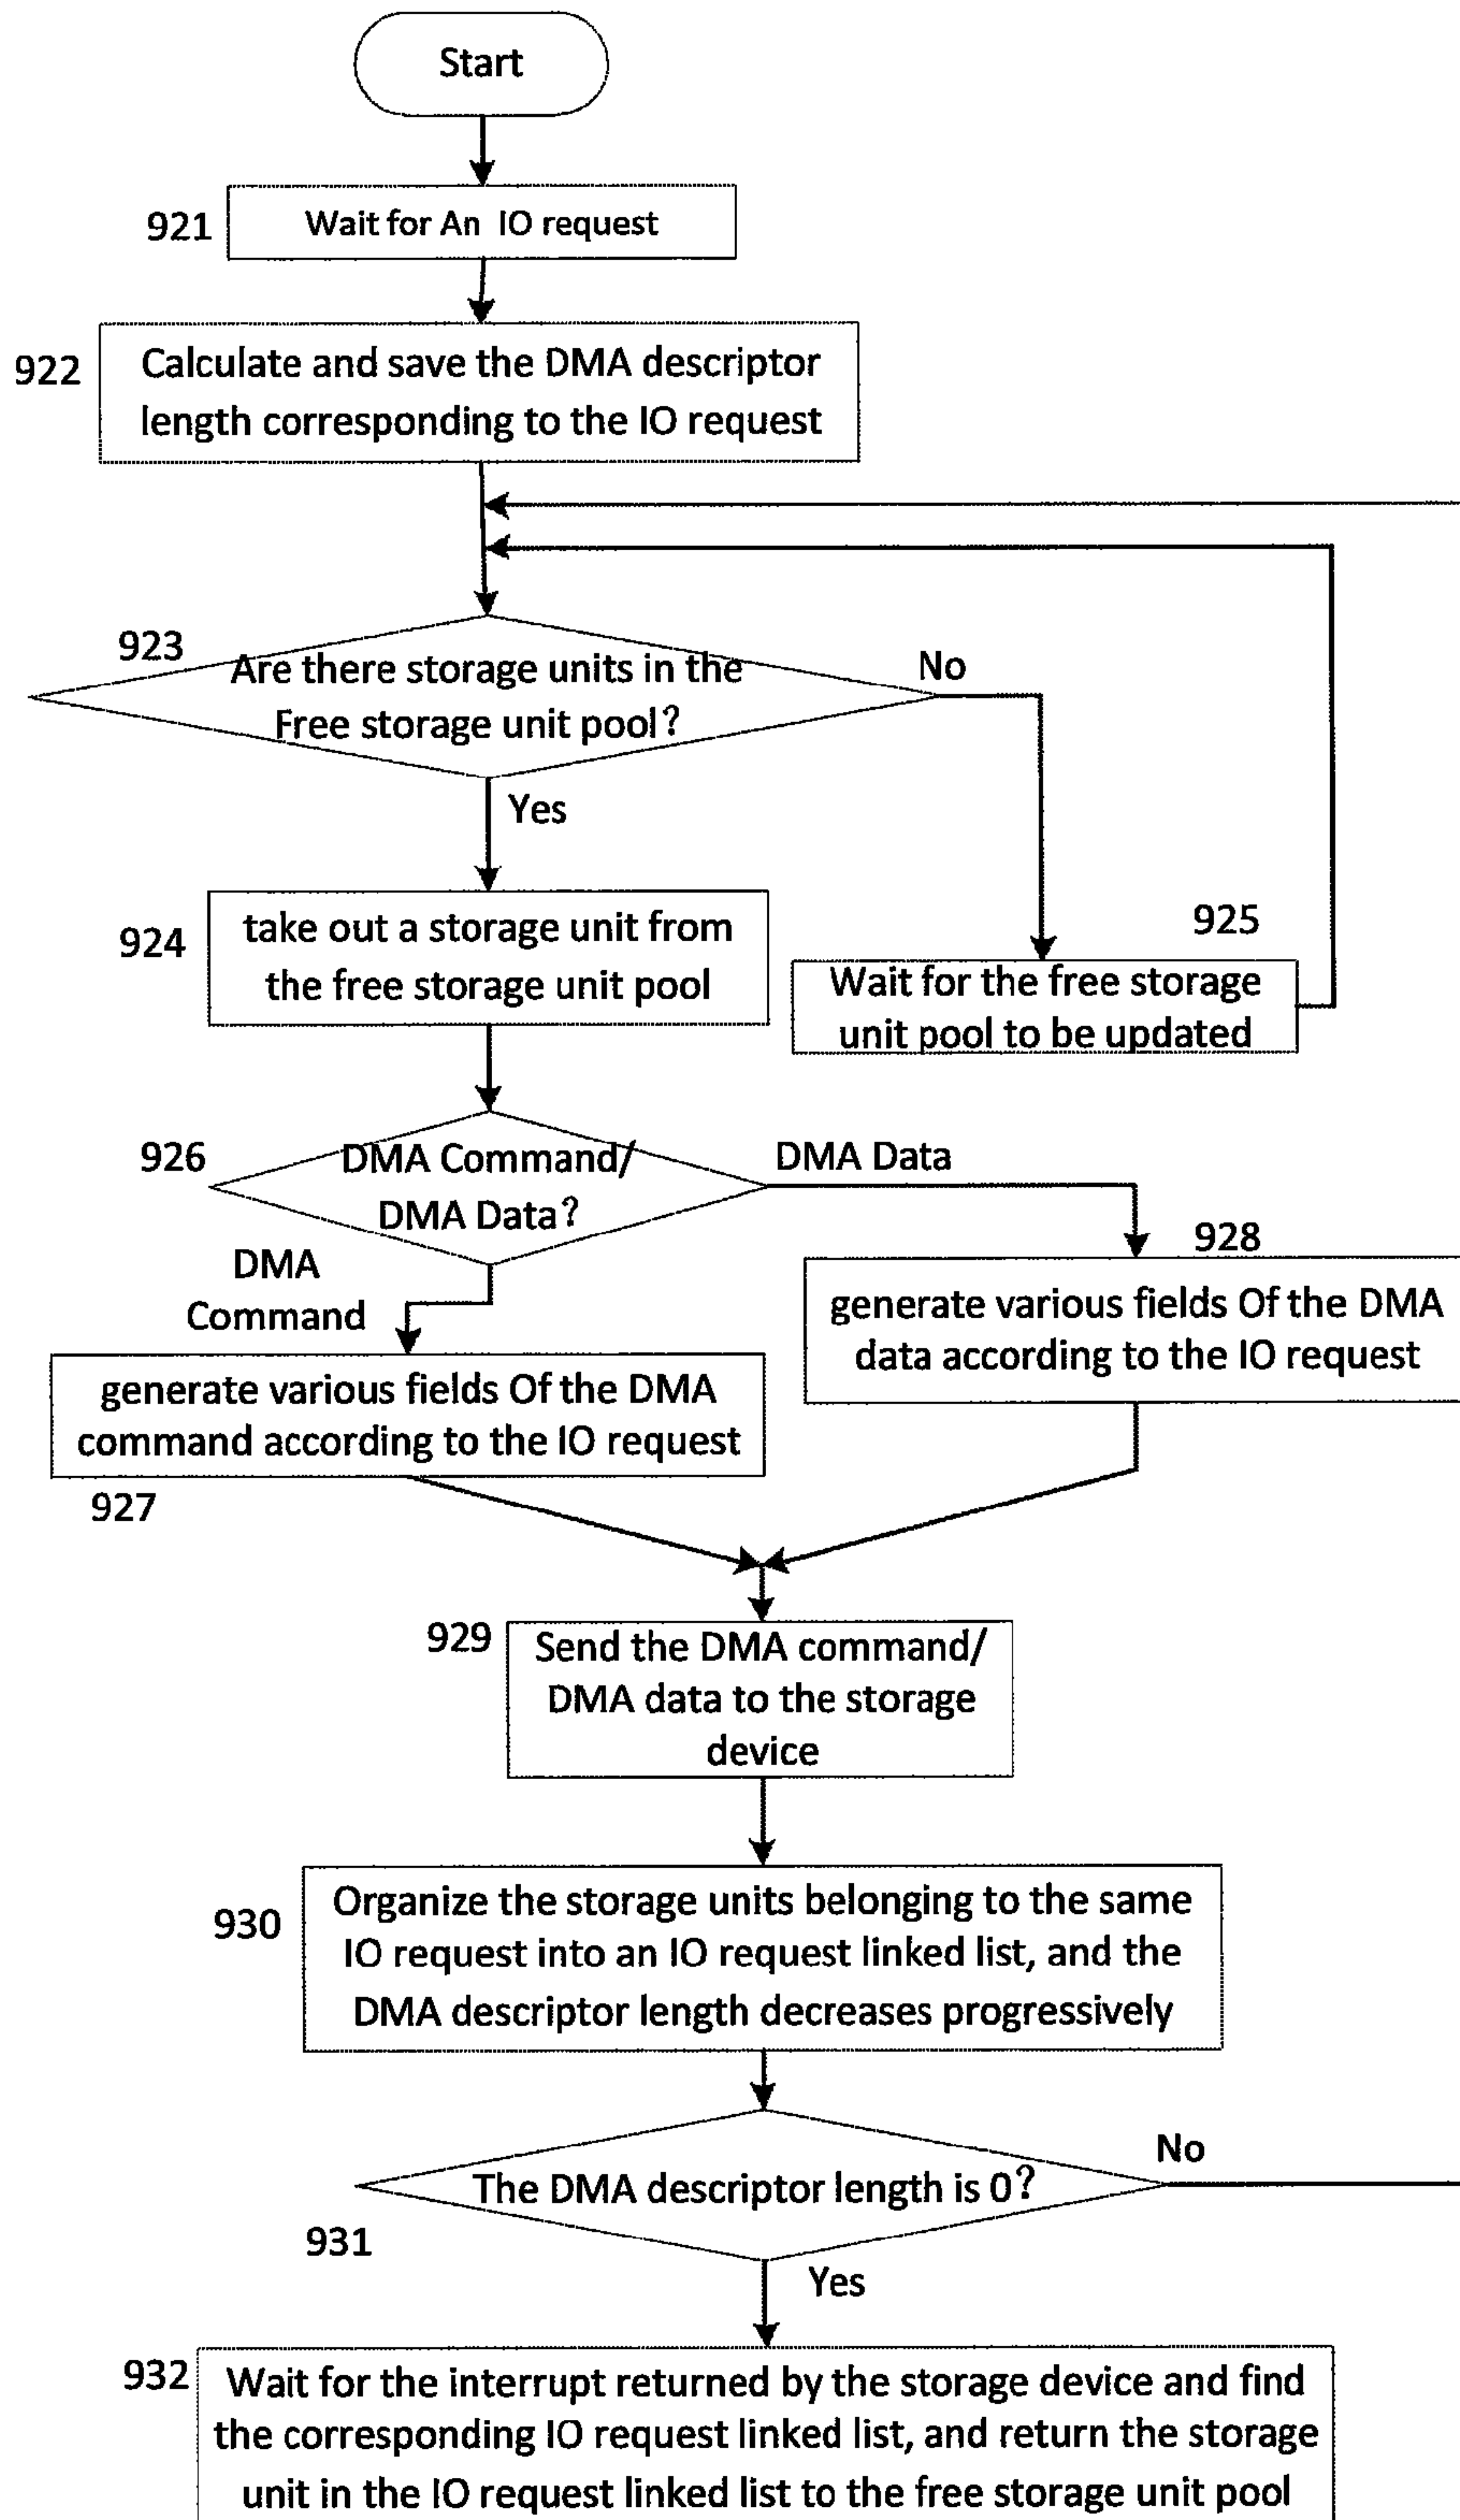 Start
921
Wait for An IO request
922
Calculate and save the DMA descriptor
length corresponding to the IO request
923
Are there storage units in the
Free storage unit pool?
No
Yes
924
take out a storage unit from
the free storage unit pool
925
Wait for the free storage
unit pool to be updated
926
DMA Command/
DMA Data?
DMA Data
DMA
Command
928
generate various fields Of the DMA
data according to the IO request
generate various fields Of the DMA
command according to the IO request
927
929
Send the DMA command/
DMA data to the storage
device
930
Organize the storage units belonging to the same
IO request into an IO request linked list, and the
DMA descriptor length decreases progressively
The DMA descriptor length is 0?
No
931
Yes
932
Wait for the interrupt returned by the storage device and find
the corresponding IO request linked list, and return the storage
unit in the IO request linked list to the free storage unit pool